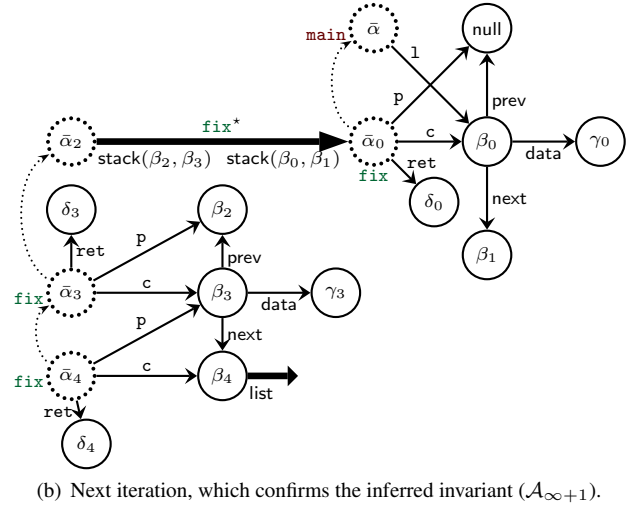 main
ᾱ
null
l
p
prev
ᾱ₂
fix*
stack(β₂, β₃)
stack(β₀, β₁)
ᾱ₀
c
β₀
data
γ₀
fix
ret
next
δ₃
β₂
δ₀
β₁
ret
p
prev
fix
ᾱ₃
c
β₃
data
γ₃
p
next
fix
ᾱ₄
c
β₄
list
ret
δ₄
(b) Next iteration, which confirms the inferred invariant (𝒜∞₊₁).